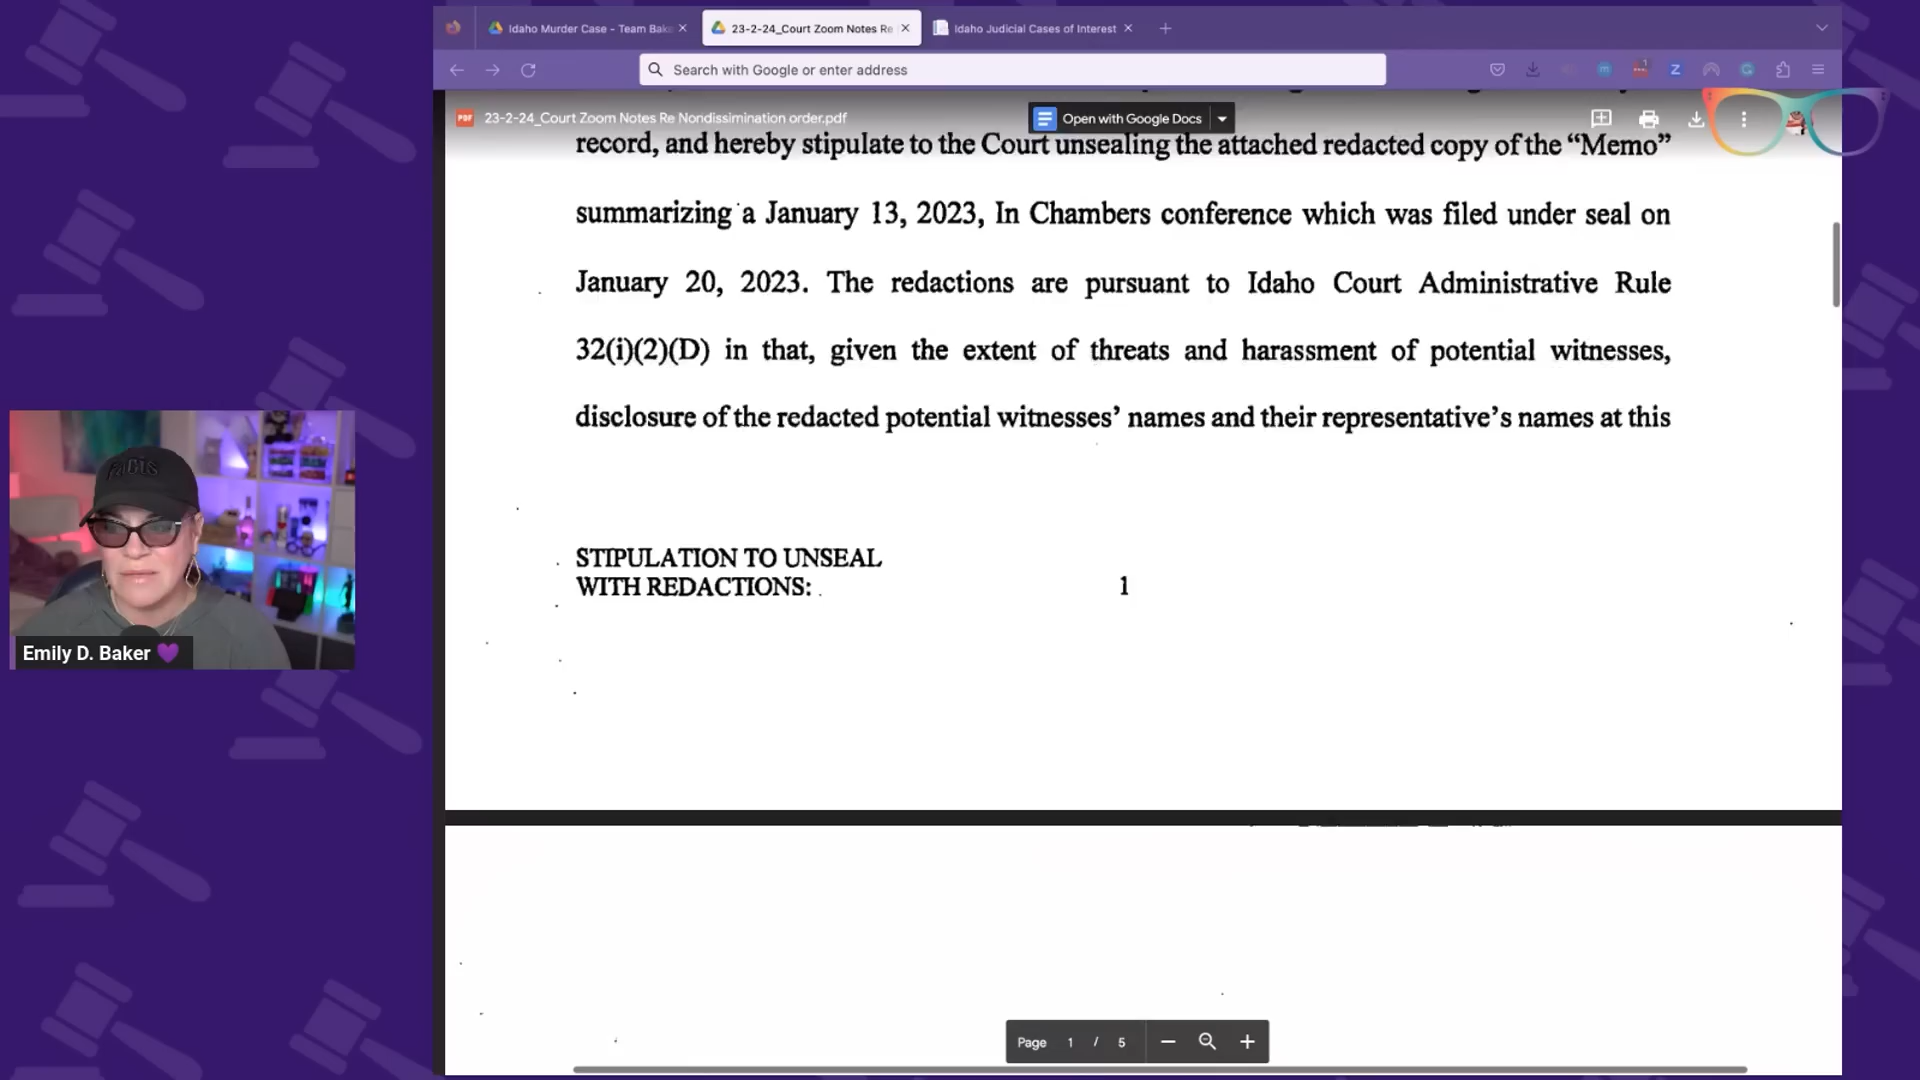 Idaho Murder Case - Team Bak
23-2-24_Court Zoom Notes Re
Idaho Judicial Cases of Interest
Search with Google or enter address
1
Z
PDF
23-2-24_Court Zoom Notes Re Nondissimination order.pdf
Open with Google Docs
record, and hereby stipulate to the Court unsealing the attached redacted copy of the “Memo”
summarizing a January 13, 2023, In Chambers conference which was filed under seal on
January 20, 2023. The redactions are pursuant to Idaho Court Administrative Rule
32(i)(2)(D) in that, given the extent of threats and harassment of potential witnesses,
disclosure of the redacted potential witnesses’ names and their representative’s names at this
STIPULATION TO UNSEAL
WITH REDACTIONS:
1
Facts
Emily D. Baker 💜
Page 1 / 5